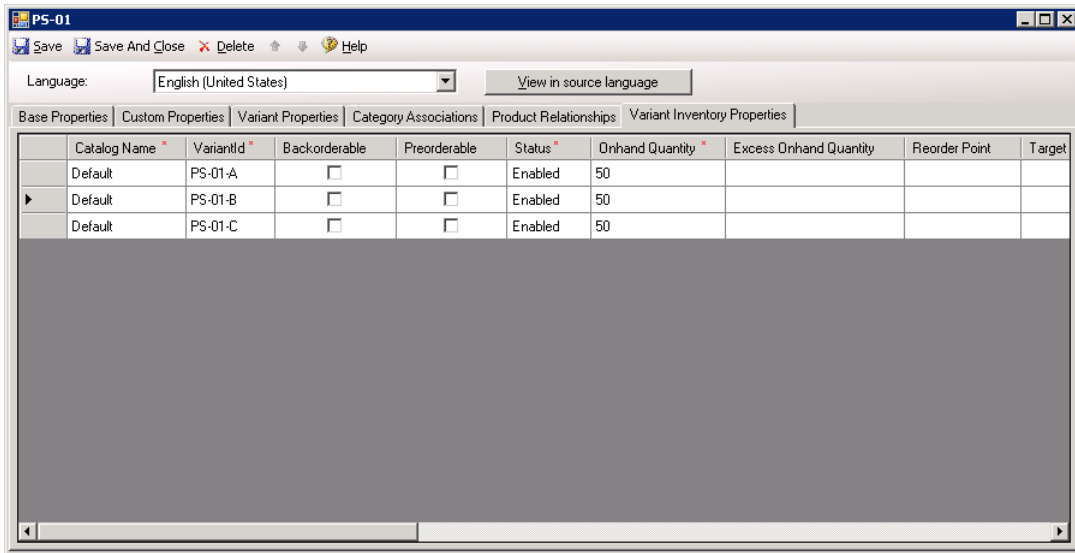 PS-01
Save Save And Close Delete Help
Language: English (United States) View in source language
Base Properties Custom Properties Variant Properties Category Associations Product Relationships Variant Inventory Properties
Catalog Name * VariantId * Backorderable Preorderable Status * Onhand Quantity * Excess Onhand Quantity Reorder Point Target
Default PS-01-A Enabled 50
Default PS-01-B Enabled 50
Default PS-01-C Enabled 50